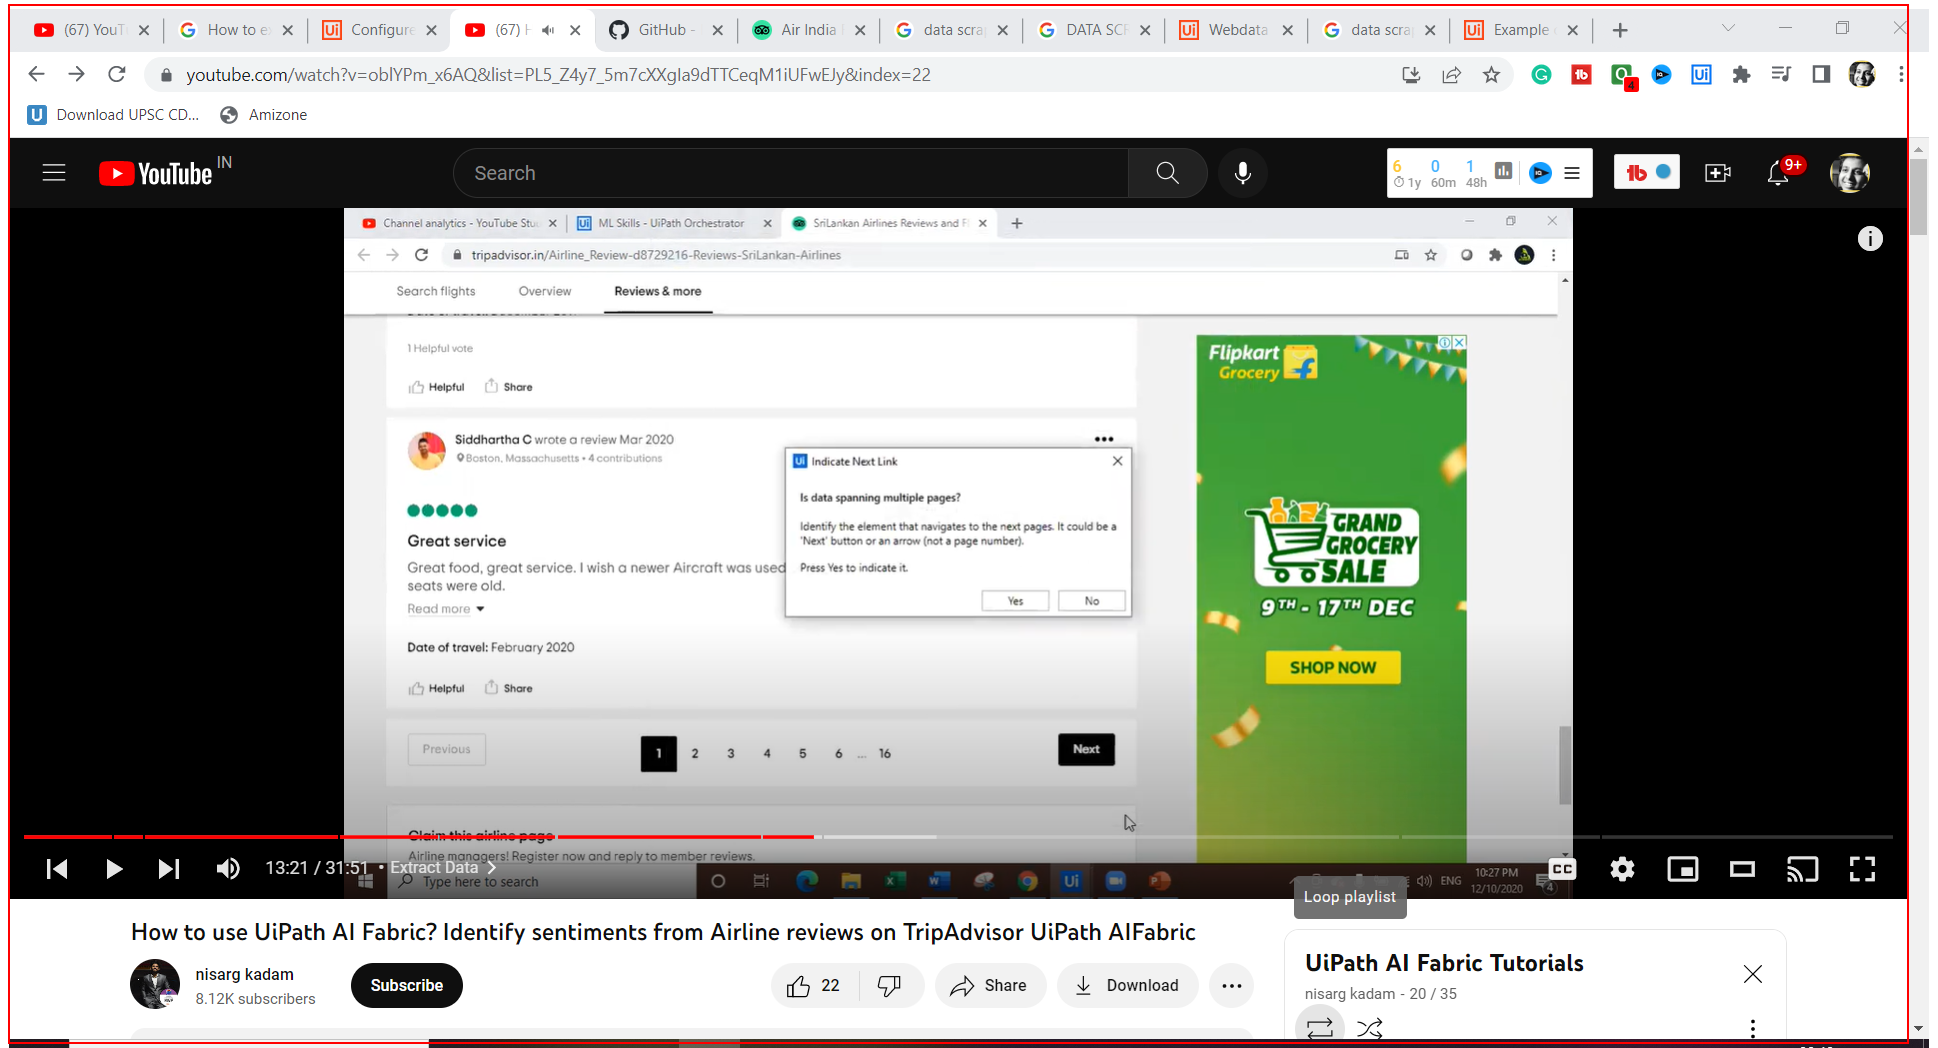 (67) YouT
How to e
Configure
(67) H
GitHub -
Air India
data scra
DATA SCR
Webdata
data scra
Example
youtube.com/watch?v=oblYPm_x6AQ&list=PL5_Z4y7_5m7cXXgIa9dTTCeqM1iUFwEJy&index=22
Download UPSC CD...
Amizone
YouTube IN
Search
6 0 1
1y 60m 48h
9+
Channel analytics - YouTube Stu
ML Skills - UiPath Orchestrator
SriLankan Airlines Reviews and F
tripadvisor.in/Airline_Review-d8729216-Reviews-SriLankan-Airlines
Search flights
Overview
Reviews & more
1 Helpful vote
Helpful
Share
Siddhartha C wrote a review Mar 2020
Boston, Massachusetts • 4 contributions
Great service
Great food, great service. I wish a newer Aircraft was used
seats were old.
Read more
Date of travel: February 2020
Helpful
Share
Ui Indicate Next Link
Is data spanning multiple pages?
Identify the element that navigates to the next pages. It could be a
'Next' button or an arrow (not a page number).
Press Yes to indicate it.
Yes
No
Flipkart
Grocery
GRAND
GROCERY
SALE
9TH - 17TH DEC
SHOP NOW
Previous
1 2 3 4 5 6 ... 16
Next
Claim this airline page
Airline managers! Register now and reply to member reviews.
13:21 / 31:51 • Extract Data
Type here to search
ENG
10:27 PM
12/10/2020
4
CC
Loop playlist
How to use UiPath AI Fabric? Identify sentiments from Airline reviews on TripAdvisor UiPath AIFabric
nisarg kadam
8.12K subscribers
Subscribe
22
Share
Download
UiPath AI Fabric Tutorials
nisarg kadam - 20 / 35